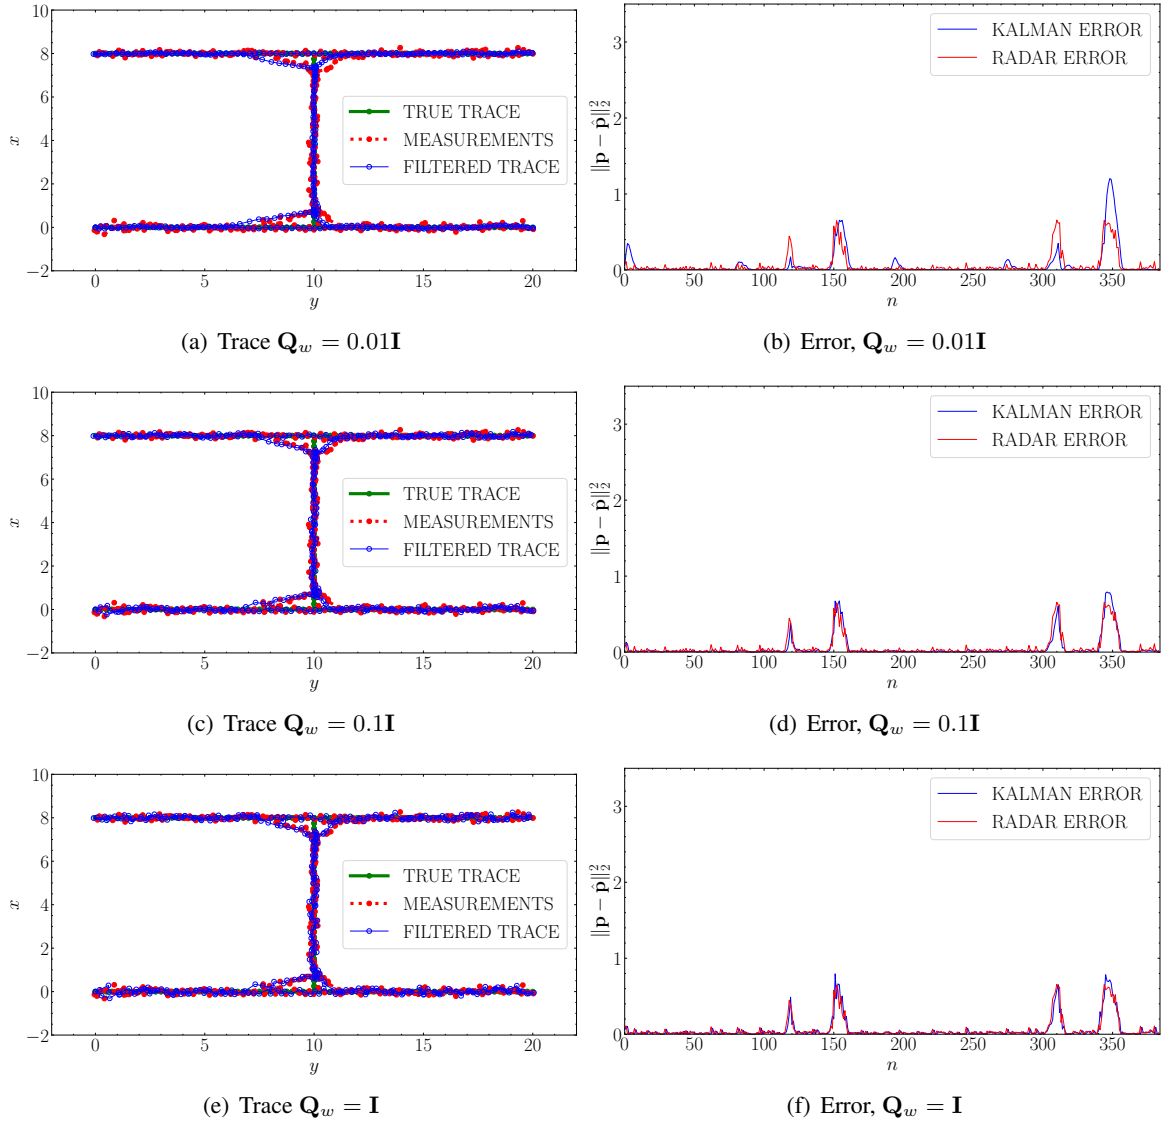 10
8
6
4
2
0
−2
x
0 5 10 15 20
y
TRUE TRACE
MEASUREMENTS
FILTERED TRACE
(a) Trace Q_w = 0.01I
3
2
1
0
‖p − p̂‖₂²
0 50 100 150 200 250 300 350
n
KALMAN ERROR
RADAR ERROR
(b) Error, Q_w = 0.01I
10
8
6
4
2
0
−2
x
0 5 10 15 20
y
TRUE TRACE
MEASUREMENTS
FILTERED TRACE
(c) Trace Q_w = 0.1I
3
2
1
0
‖p − p̂‖₂²
0 50 100 150 200 250 300 350
n
KALMAN ERROR
RADAR ERROR
(d) Error, Q_w = 0.1I
10
8
6
4
2
0
−2
x
0 5 10 15 20
y
TRUE TRACE
MEASUREMENTS
FILTERED TRACE
(e) Trace Q_w = I
3
2
1
0
‖p − p̂‖₂²
0 50 100 150 200 250 300 350
n
KALMAN ERROR
RADAR ERROR
(f) Error, Q_w = I